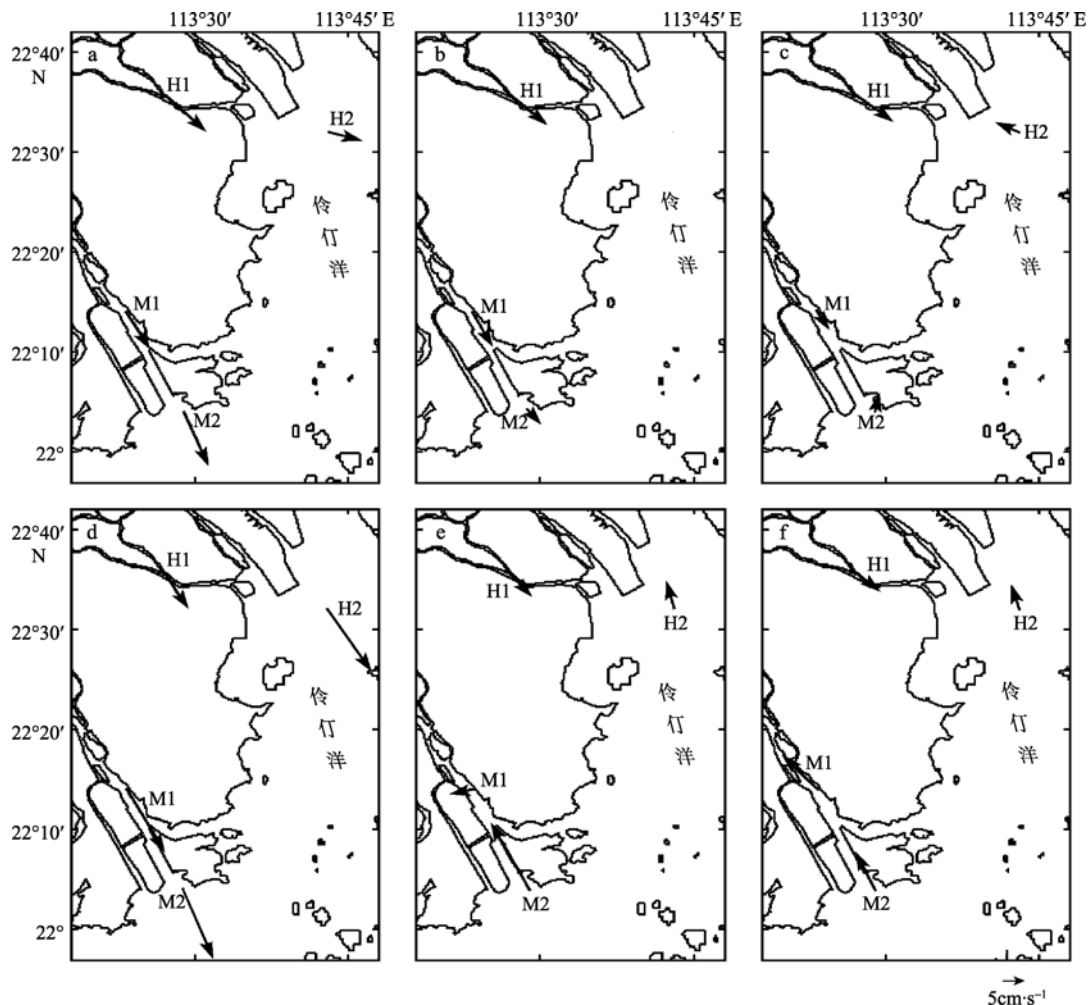 113°30′ 113°45′ E 113°30′ 113°45′ E 113°30′ 113°45′ E
22°40′
N
22°30′
22°20′
22°10′
22°
a
H1
H2
M1
M2
伶
仃
洋
b
H1
M1
M2
伶
仃
洋
c
H1
H2
M1
M2
伶
仃
洋
22°40′
N
22°30′
22°20′
22°10′
22°
d
H1
H2
M1
M2
伶
仃
洋
e
H1
H2
M1
M2
伶
仃
洋
f
H1
H2
M1
M2
伶
仃
洋
5cm·s⁻¹